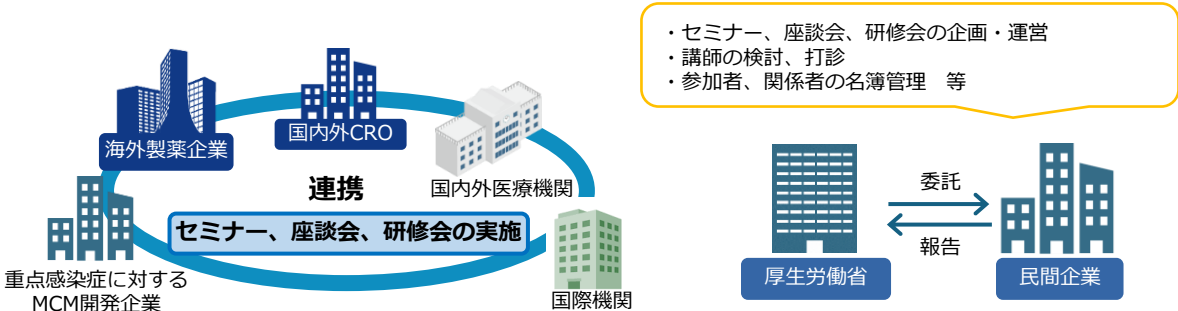 海外製薬企業
国内外CRO
国内外医療機関
連携
セミナー、座談会、研修会の実施
重点感染症に対する
MCM開発企業
国際機関
・セミナー、座談会、研修会の企画・運営
・講師の検討、打診
・参加者、関係者の名簿管理　等
委託
報告
厚生労働省
民間企業